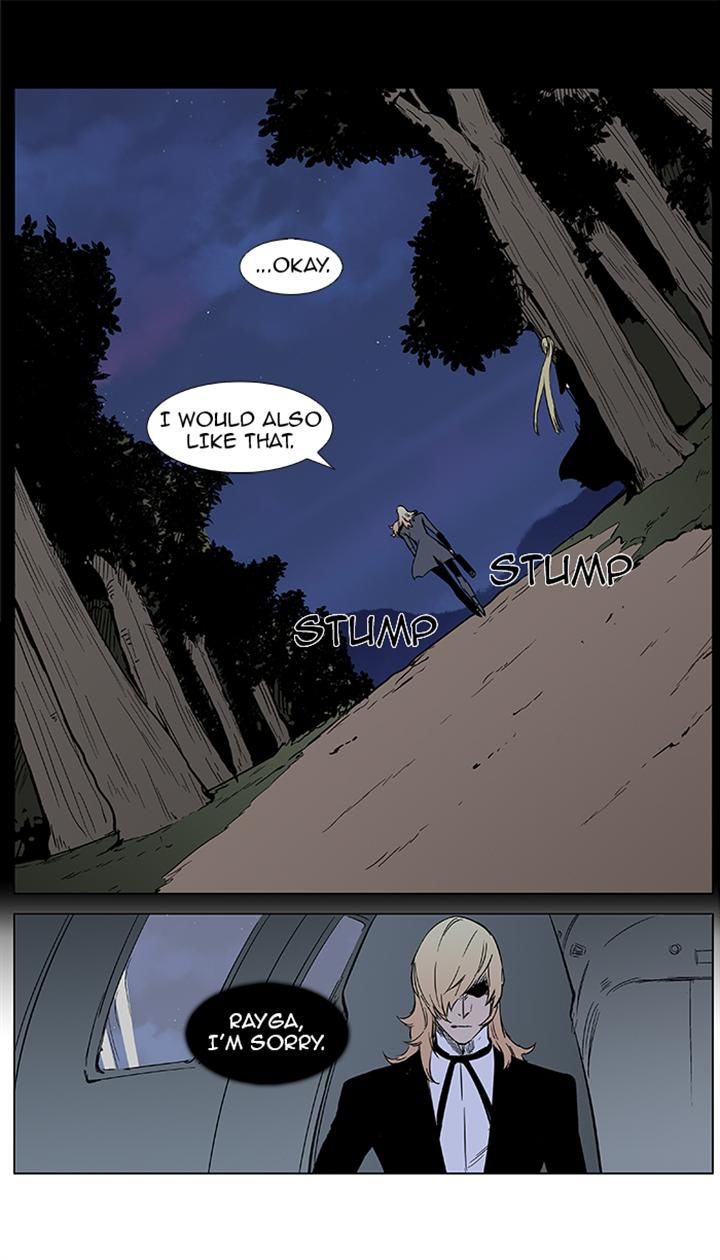 ...OKAY.
I WOULD ALSO
LIKE THAT.
STUMP
STUMP
RAYGA,
I'M SORRY.